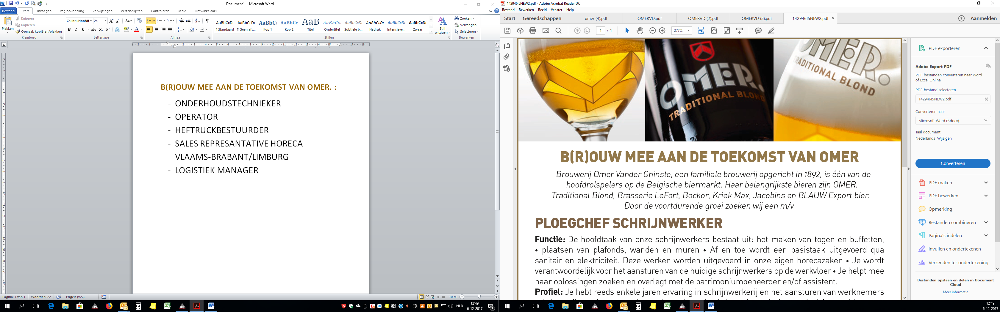 Document1 - Microsoft Word
Bestand Start Invoegen Pagina-indeling Verwijzingen Verzendlijsten Controleren Beeld Ontwikkelaars
Plakken
Knippen
Kopiëren
Opmaak kopiëren/plakken
Klembord
Calibri (Hoofdt 24
Lettertype
Alinea
AaBbCcDc AaBbCcDc AaBbC( AaBbCc AaB AaBbCc. AaBbCcDc AaBbCcDc AaBbCcDc AaBbCcDc
¶ Standaard ¶ Geen afs... Kop 1 Kop 2 Titel Ondertitel Subtiele b... Nadruk Intensieve... Zwaar
Stijlen
Stijl wijzigen
Zoeken
Vervangen
Selecteren
Bewerken
B(R)OUW MEE AAN DE TOEKOMST VAN OMER. :
- ONDERHOUDSTECHNIEKER
- OPERATOR
- HEFTRUCKBESTUURDER
- SALES REPRESANTATIVE HORECA
VLAAMS-BRABANT/LIMBURG
- LOGISTIEK MANAGER
Pagina: 1 van 1 Woorden: 22 Engels (V.S.) 100%
NLD 12:49
6-12-2017
142946I5NEW2.pdf - Adobe Acrobat Reader DC
Bestand Bewerken Beeld Venster Help
Start Gereedschappen omer (4).pdf OMERVD.pdf OMERVD (2).pdf OMERVD (3).pdf 142946I5NEW2.pdf × Aanmelden
1 / 1 277%
OMER.
TRADITIONAL BLOND
OMER.
TRADITIONAL BLOND
B(R)OUW MEE AAN DE TOEKOMST VAN OMER
Brouwerij Omer Vander Ghinste, een familiale brouwerij opgericht in 1892, is één van de
hoofdrolspelers op de Belgische biermarkt. Haar belangrijkste bieren zijn OMER.
Traditional Blond, Brasserie LeFort, Bockor, Kriek Max, Jacobins en BLAUW Export bier.
Door de voortdurende groei zoeken wij een m/v
PLOEGCHEF SCHRIJNWERKER
Functie: De hoofdtaak van onze schrijnwerkers bestaat uit: het maken van togen en buffetten,
• plaatsen van plafonds, wanden en muren • Af en toe wordt een basistaak uitgevoerd qua
sanitair en elektriciteit. Deze werken worden uitgevoerd in onze eigen horecazaken • Je wordt
verantwoordelijk voor het aansturen van de huidige schrijnwerkers op de werkvloer • Je helpt mee
naar oplossingen zoeken en overlegt met de patrimoniumbeheerder en/of assistent.
Profiel: Je hebt reeds enkele jaren ervaring in schrijnwerkerij en het aansturen van werknemers
PDF exporteren
Adobe Export PDF
PDF-bestanden converteren naar Word
of Excel Online
PDF-bestand selecteren
142946I5NEW2.pdf
Converteren naar
Microsoft Word (*.docx)
Taal document:
Nederlands Wijzigen
Converteren
PDF maken
PDF bewerken
Opmerking
Bestanden combineren
Pagina's indelen
Invullen en ondertekenen
Verzenden ter ondertekening
Bestanden opslaan en delen in Document
Cloud
Meer informatie
12:49
6-12-2017